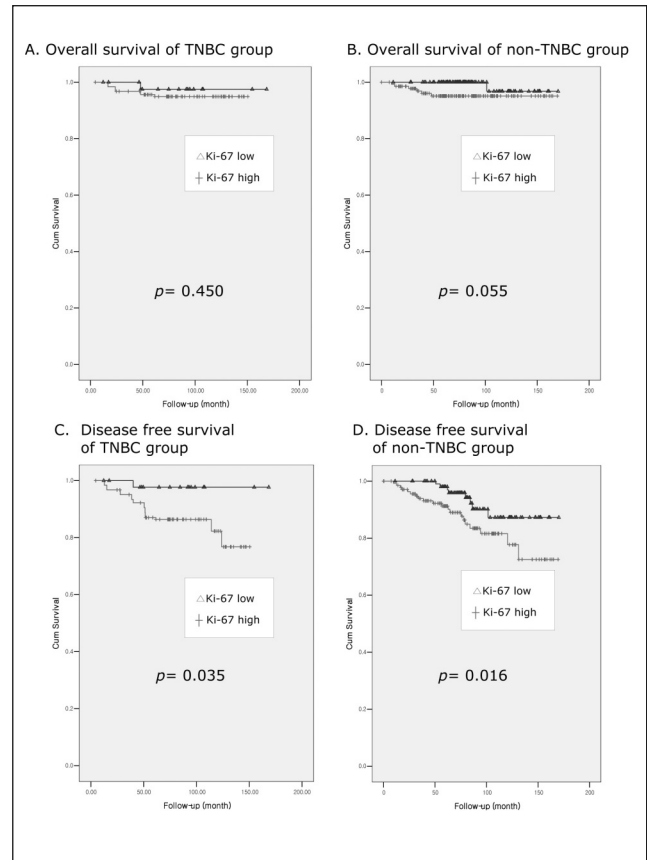 A. Overall survival of TNBC group
1.0
0.8
0.6
0.4
0.2
0.0
Cum Survival
△Ki-67 low
Ki-67 high
p= 0.450
0.00 50.00 100.00 150.00 200.00
Follow-up (month)
B. Overall survival of non-TNBC group
1.0
0.8
0.6
0.4
0.2
0.0
Cum Survival
△Ki-67 low
Ki-67 high
p= 0.055
0 50 100 150 200
Follow-up (month)
C. Disease free survival
of TNBC group
1.0
0.8
0.6
0.4
0.2
0.0
Cum Survival
△Ki-67 low
Ki-67 high
p= 0.035
0.00 50.00 100.00 150.00 200.00
Follow-up (month)
D. Disease free survival
of non-TNBC group
1.0
0.8
0.6
0.4
0.2
0.0
Cum Survival
△Ki-67 low
Ki-67 high
p= 0.016
0 50 100 150 200
Follow-up (month)